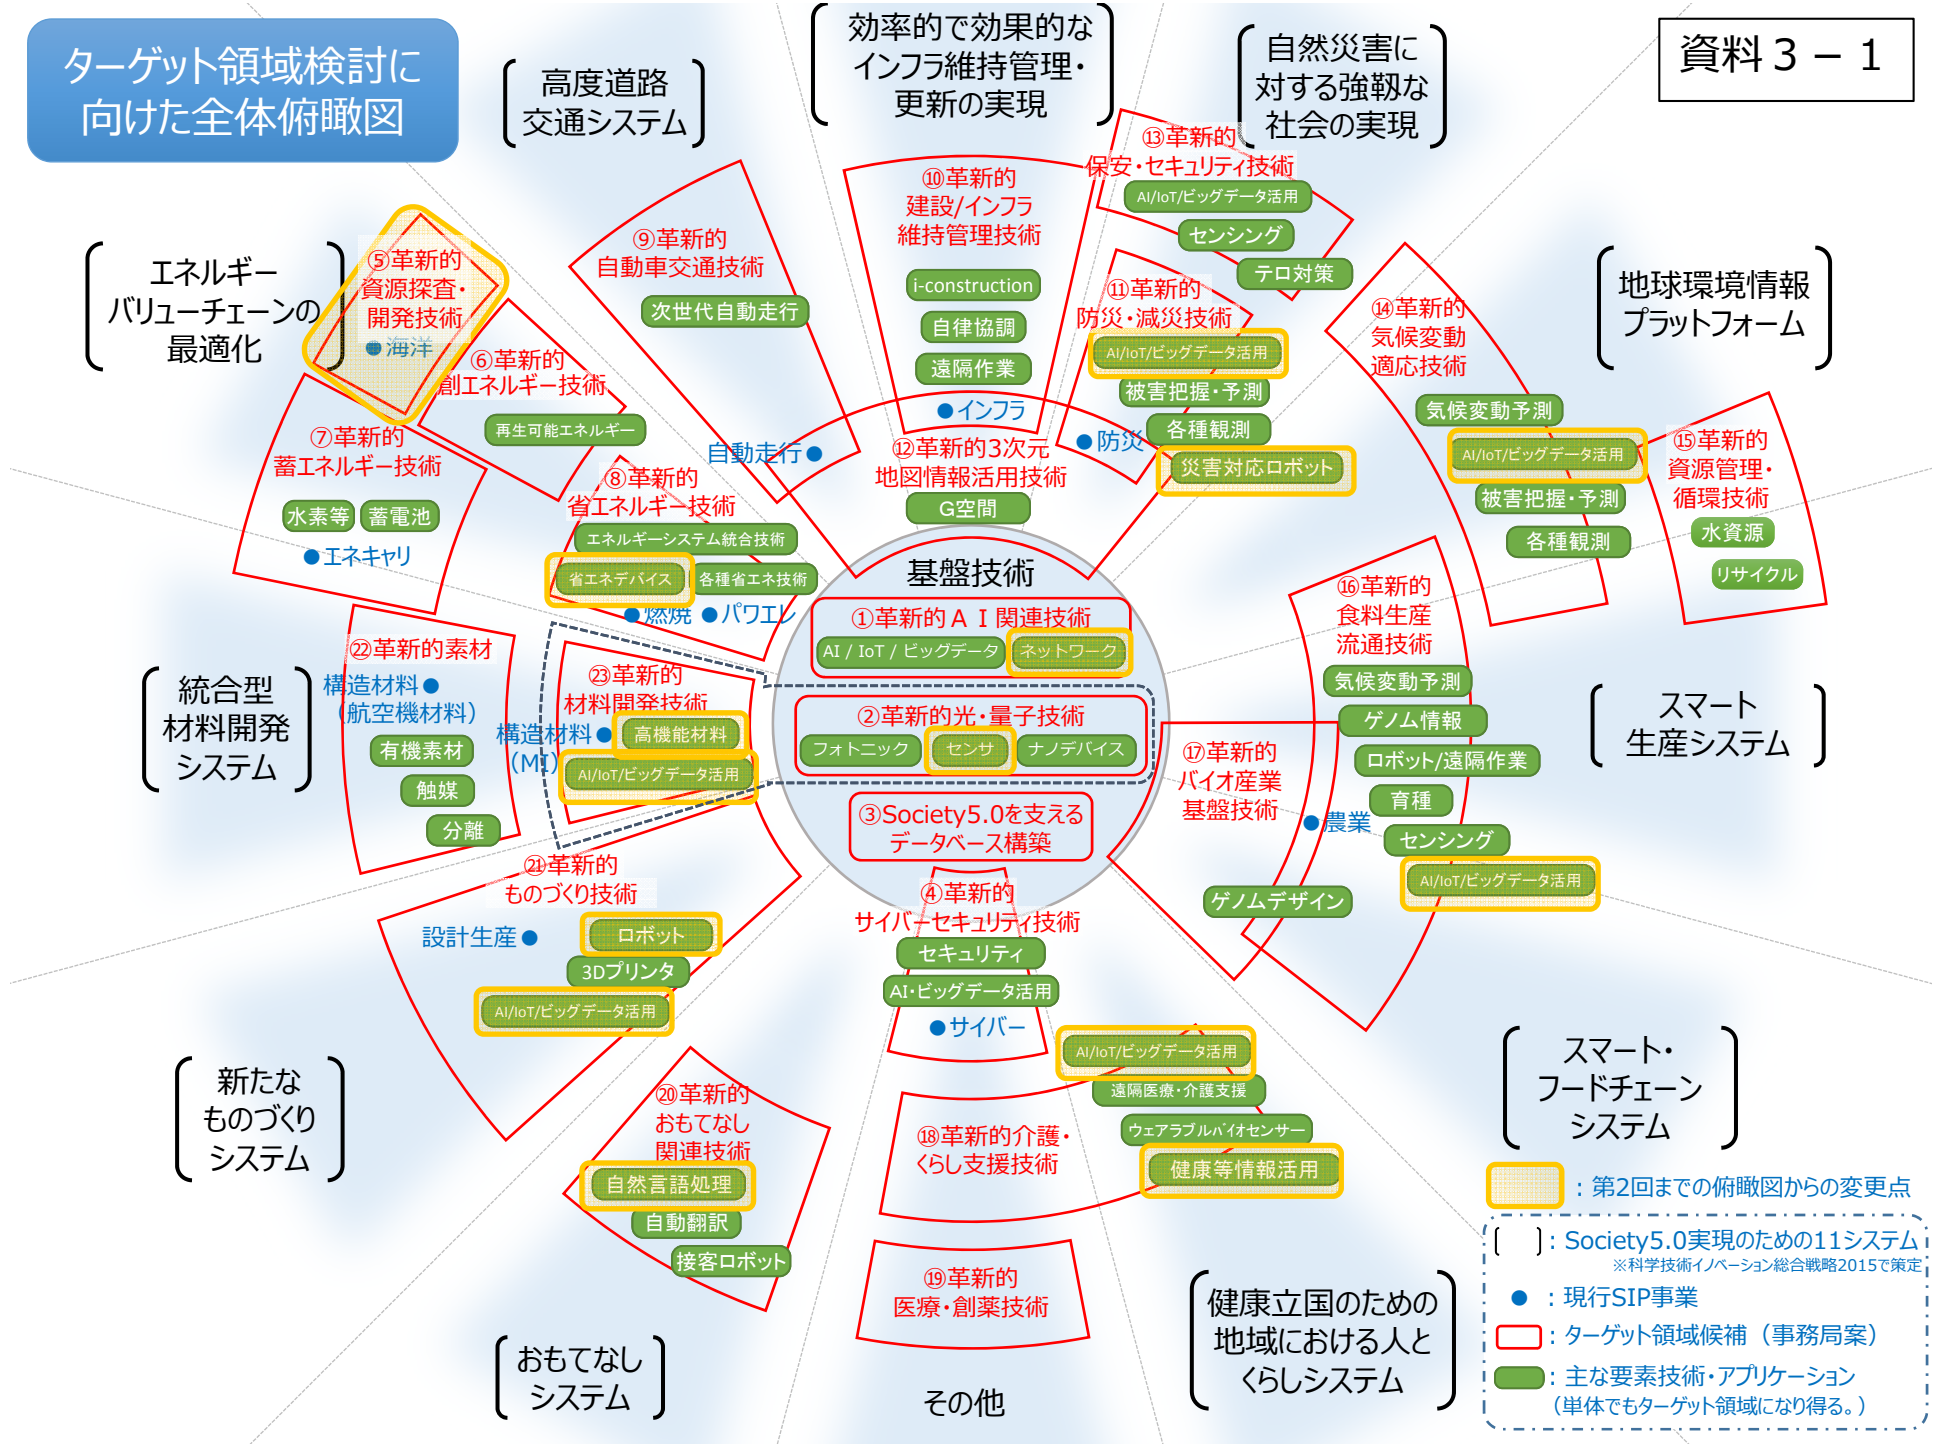 ターゲット領域検討に
向けた全体俯瞰図
資料３－１
高度道路
交通システム
効率的で効果的な
インフラ維持管理・
更新の実現
自然災害に
対する強靱な
社会の実現
エネルギー
バリューチェーンの
最適化
地球環境情報
プラットフォーム
統合型
材料開発
システム
スマート
生産システム
新たな
ものづくり
システム
スマート・
フードチェーン
システム
おもてなし
システム
その他
健康立国のための
地域における人と
くらしシステム
基盤技術
①革新的ＡＩ関連技術
AI / IoT / ビッグデータ
ネットワーク
②革新的光・量子技術
フォトニック
センサ
ナノデバイス
③Society5.0を支える
データベース構築
④革新的
サイバーセキュリティ技術
セキュリティ
AI・ビッグデータ活用
●サイバー
⑤革新的
資源探査・
開発技術
●海洋
⑥革新的
創エネルギー技術
再生可能エネルギー
⑦革新的
蓄エネルギー技術
水素等
蓄電池
●エネキャリ
⑧革新的
省エネルギー技術
エネルギーシステム統合技術
省エネデバイス
各種省エネ技術
●燃焼 ●パワエレ
⑨革新的
自動車交通技術
次世代自動走行
自動走行●
⑩革新的
建設/インフラ
維持管理技術
i-construction
自律協調
遠隔作業
●インフラ
⑪革新的
防災・減災技術
AI/IoT/ビッグデータ活用
被害把握・予測
各種観測
●防災
災害対応ロボット
⑫革新的3次元
地図情報活用技術
G空間
⑬革新的
保安・セキュリティ技術
AI/IoT/ビッグデータ活用
センシング
テロ対策
⑭革新的
気候変動
適応技術
気候変動予測
AI/IoT/ビッグデータ活用
被害把握・予測
各種観測
⑮革新的
資源管理・
循環技術
水資源
リサイクル
⑯革新的
食料生産
流通技術
気候変動予測
ゲノム情報
ロボット/遠隔作業
育種
●農業
センシング
AI/IoT/ビッグデータ活用
⑰革新的
バイオ産業
基盤技術
ゲノムデザイン
⑱革新的介護・
くらし支援技術
AI/IoT/ビッグデータ活用
遠隔医療・介護支援
ウェアラブルバイオセンサー
健康等情報活用
⑲革新的
医療・創薬技術
⑳革新的
おもてなし
関連技術
自然言語処理
自動翻訳
接客ロボット
㉑革新的
ものづくり技術
設計生産●
ロボット
3Dプリンタ
AI/IoT/ビッグデータ活用
㉒革新的素材
構造材料●
（航空機材料）
有機素材
触媒
分離
㉓革新的
材料開発技術
構造材料●
（MI）
高機能材料
AI/IoT/ビッグデータ活用
：第2回までの俯瞰図からの変更点
：Society5.0実現のための11システム
※科学技術イノベーション総合戦略2015で策定
●：現行SIP事業
：ターゲット領域候補（事務局案）
：主な要素技術・アプリケーション
（単体でもターゲット領域になり得る。）